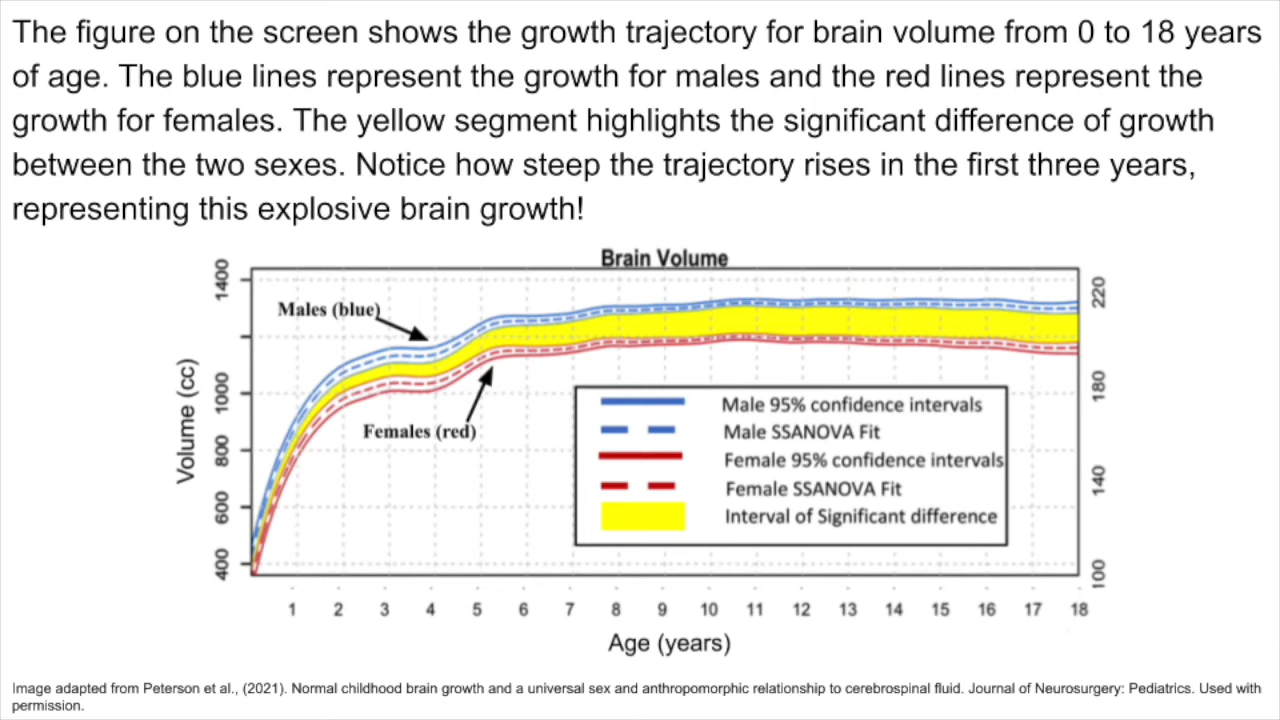 The figure on the screen shows the growth trajectory for brain volume from 0 to 18 years
of age. The blue lines represent the growth for males and the red lines represent the
growth for females. The yellow segment highlights the significant difference of growth
between the two sexes. Notice how steep the trajectory rises in the first three years,
representing this explosive brain growth!
Brain Volume
1400
1000
800
600
400
Volume (cc)
220
180
140
100
Males (blue)
Females (red)
Male 95% confidence intervals
Male SSANOVA Fit
Female 95% confidence intervals
Female SSANOVA Fit
Interval of Significant difference
1 2 3 4 5 6 7 8 9 10 11 12 13 14 15 16 17 18
Age (years)
Image adapted from Peterson et al., (2021). Normal childhood brain growth and a universal sex and anthropomorphic relationship to cerebrospinal fluid. Journal of Neurosurgery: Pediatrics. Used with
permission.